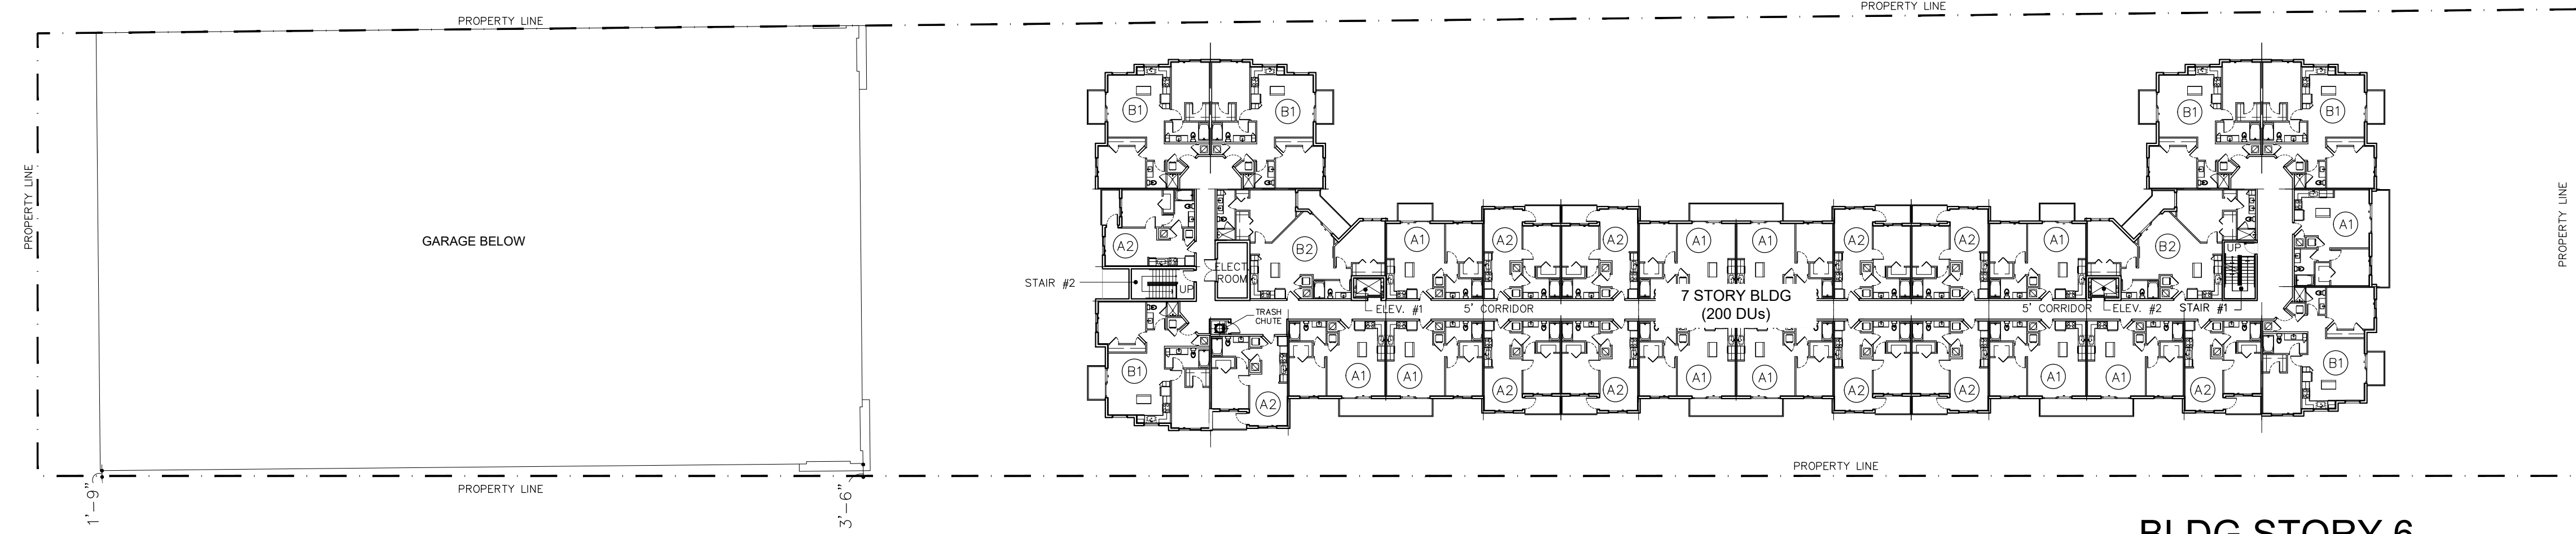 PROPERTY LINE
PROPERTY LINE
B1
B1
B1
B1
PROPERTY LINE
PROPERTY LINE
GARAGE BELOW
A2
B2
A1
A2
A2
A1
A1
A2
A2
A1
B2
A1
UP
ELECT.
ROOM
STAIR #2
UP
7 STORY BLDG
(200 DUs)
TRASH
CHUTE
ELEV. #1
5' CORRIDOR
5' CORRIDOR
ELEV. #2
STAIR #1
B1
A2
A1
A1
A2
A2
A1
A1
A2
A2
A1
A1
A2
B1
PROPERTY LINE
PROPERTY LINE
1'-9"
3'-6"
BLDG STORY 6